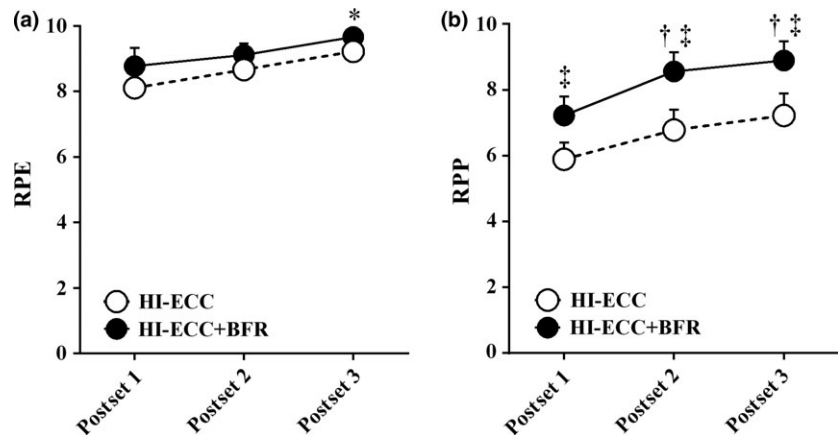 (a)
RPE
10
8
6
4
2
0
*
HI-ECC
HI-ECC+BFR
Postset 1
Postset 2
Postset 3
(b)
RPP
10
8
6
4
2
0
‡
† ‡
† ‡
HI-ECC
HI-ECC+BFR
Postset 1
Postset 2
Postset 3